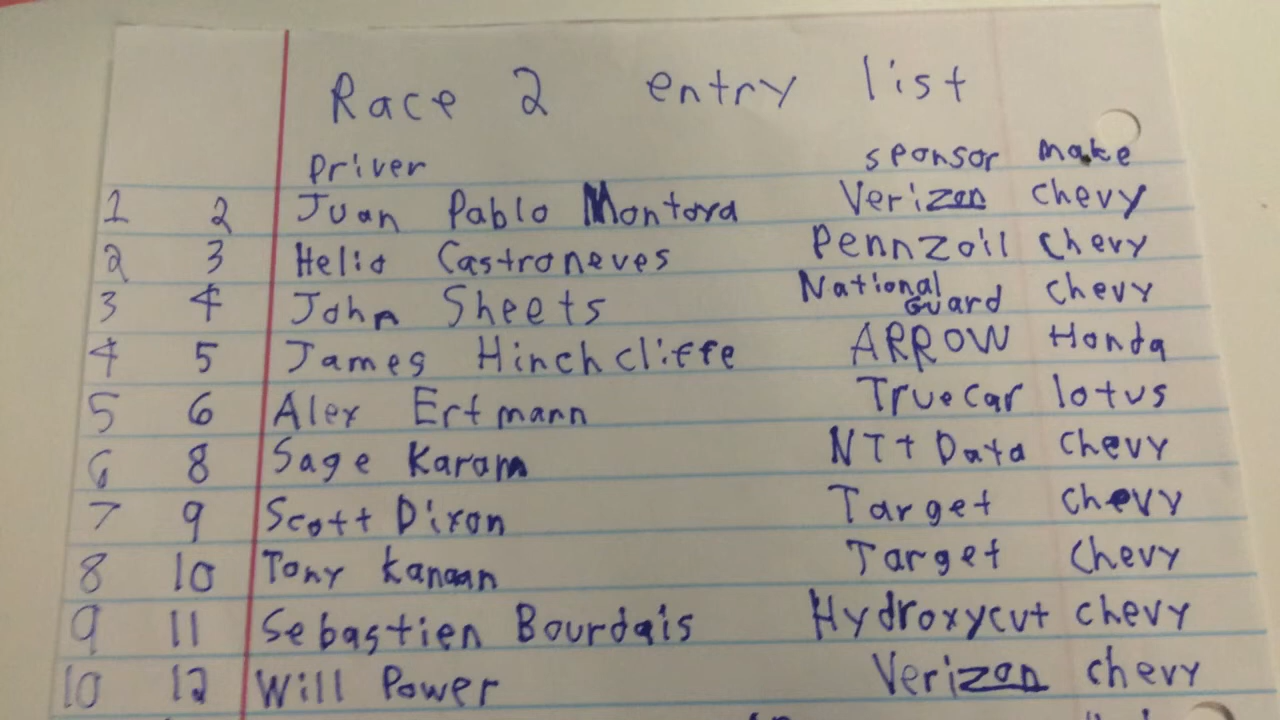 Race 2 entry list
Driver sponsor make
1 2 Juan Pablo Montoya Verizon Chevy
2 3 Helio Castroneves Pennzoil Chevy
3 4 John Sheets National Guard Chevy
4 5 James Hinchcliffe ARROW Honda
5 6 Alex Ertmann Truecar lotus
6 8 Sage Karam NTT Data Chevy
7 9 Scott Dixon Target Chevy
8 10 Tony Kanaan Target Chevy
9 11 Sebastien Bourdais Hydroxycut Chevy
10 12 Will Power Verizon Chevy